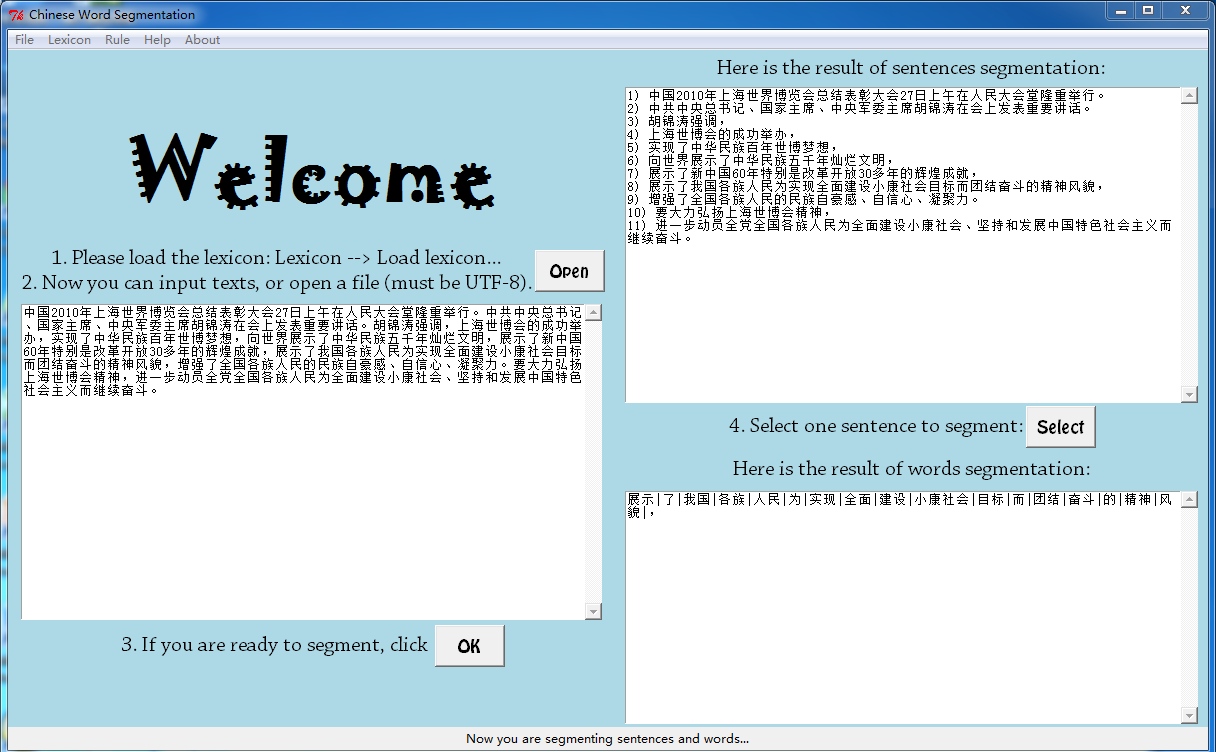 Chinese Word Segmentation
File Lexicon Rule Help About
Welcome
1. Please load the lexicon: Lexicon --> Load lexicon...
2. Now you can input texts, or open a file (must be UTF-8).
Open
中国2010年上海世界博览会总结表彰大会27日上午在人民大会堂隆重举行。中共中央总书记
、国家主席、中央军委主席胡锦涛在会上发表重要讲话。胡锦涛强调，上海世博会的成功举
办，实现了中华民族百年世博梦想，向世界展示了中华民族五千年灿烂文明，展示了新中国
60年特别是改革开放30多年的辉煌成就，展示了我国各族人民为实现全面建设小康社会目标
而团结奋斗的精神风貌，增强了全国各族人民的民族自豪感、自信心、凝聚力。要大力弘扬
上海世博会精神，进一步动员全党全国各族人民为全面建设小康社会、坚持和发展中国特色
社会主义而继续奋斗。
3. If you are ready to segment, click
OK
Here is the result of sentences segmentation:
1) 中国2010年上海世界博览会总结表彰大会27日上午在人民大会堂隆重举行。
2) 中共中央总书记、国家主席、中央军委主席胡锦涛在会上发表重要讲话。
3) 胡锦涛强调，
4) 上海世博会的成功举办，
5) 实现了中华民族百年世博梦想，
6) 向世界展示了中华民族五千年灿烂文明，
7) 展示了新中国60年特别是改革开放30多年的辉煌成就，
8) 展示了我国各族人民为实现全面建设小康社会目标而团结奋斗的精神风貌，
9) 增强了全国各族人民的民族自豪感、自信心、凝聚力。
10) 要大力弘扬上海世博会精神，
11) 进一步动员全党全国各族人民为全面建设小康社会、坚持和发展中国特色社会主义而
继续奋斗。
4. Select one sentence to segment:
Select
Here is the result of words segmentation:
展示|了|我国|各族|人民|为|实现|全面|建设|小康社会|目标|而|团结|奋斗|的|精神|风
貌|，
Now you are segmenting sentences and words...